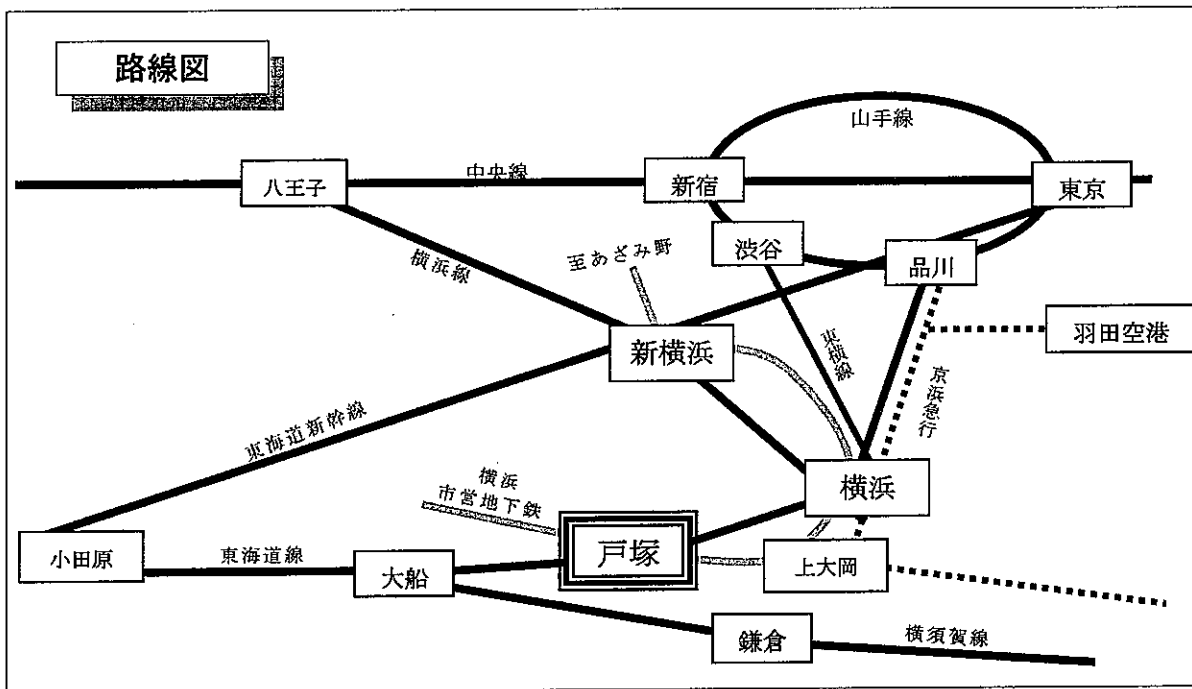 路線図
山手線
中央線
八王子
新宿
東京
横浜線
至あざみ野
渋谷
品川
新横浜
東横線
羽田空港
京浜急行
東海道新幹線
横浜
市営地下鉄
横浜
小田原
東海道線
大船
戸塚
上大岡
鎌倉
横須賀線